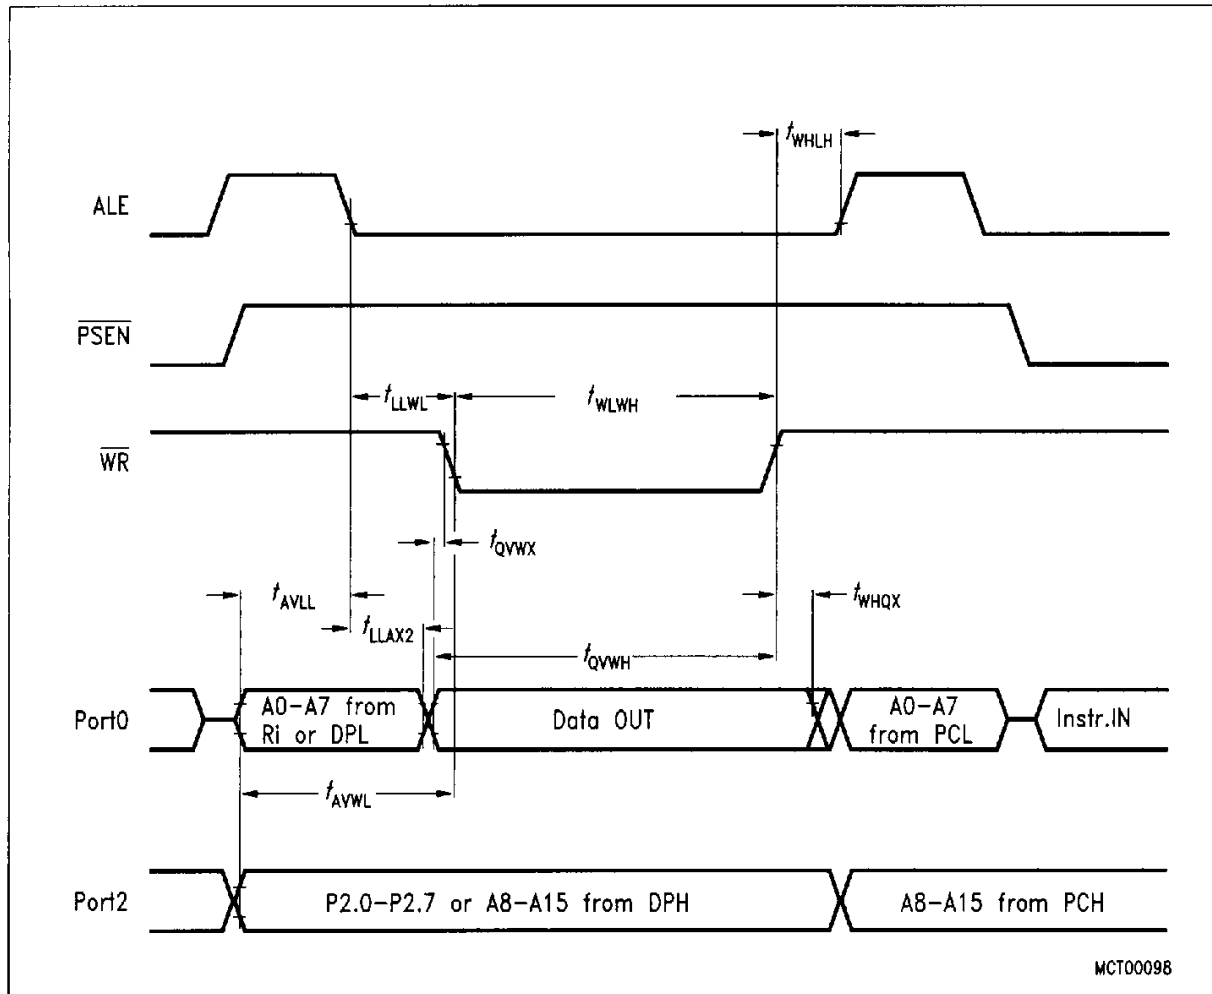 tWHLH
ALE
PSEN
tLLWL
tWLWH
WR
tQVWX
tAVLL
tWHQX
tLLAX2
tQVWH
Port0
A0-A7 from
Ri or DPL
Data OUT
A0-A7
from PCL
Instr.IN
tAVWL
Port2
P2.0-P2.7 or A8-A15 from DPH
A8-A15 from PCH
MCT00098